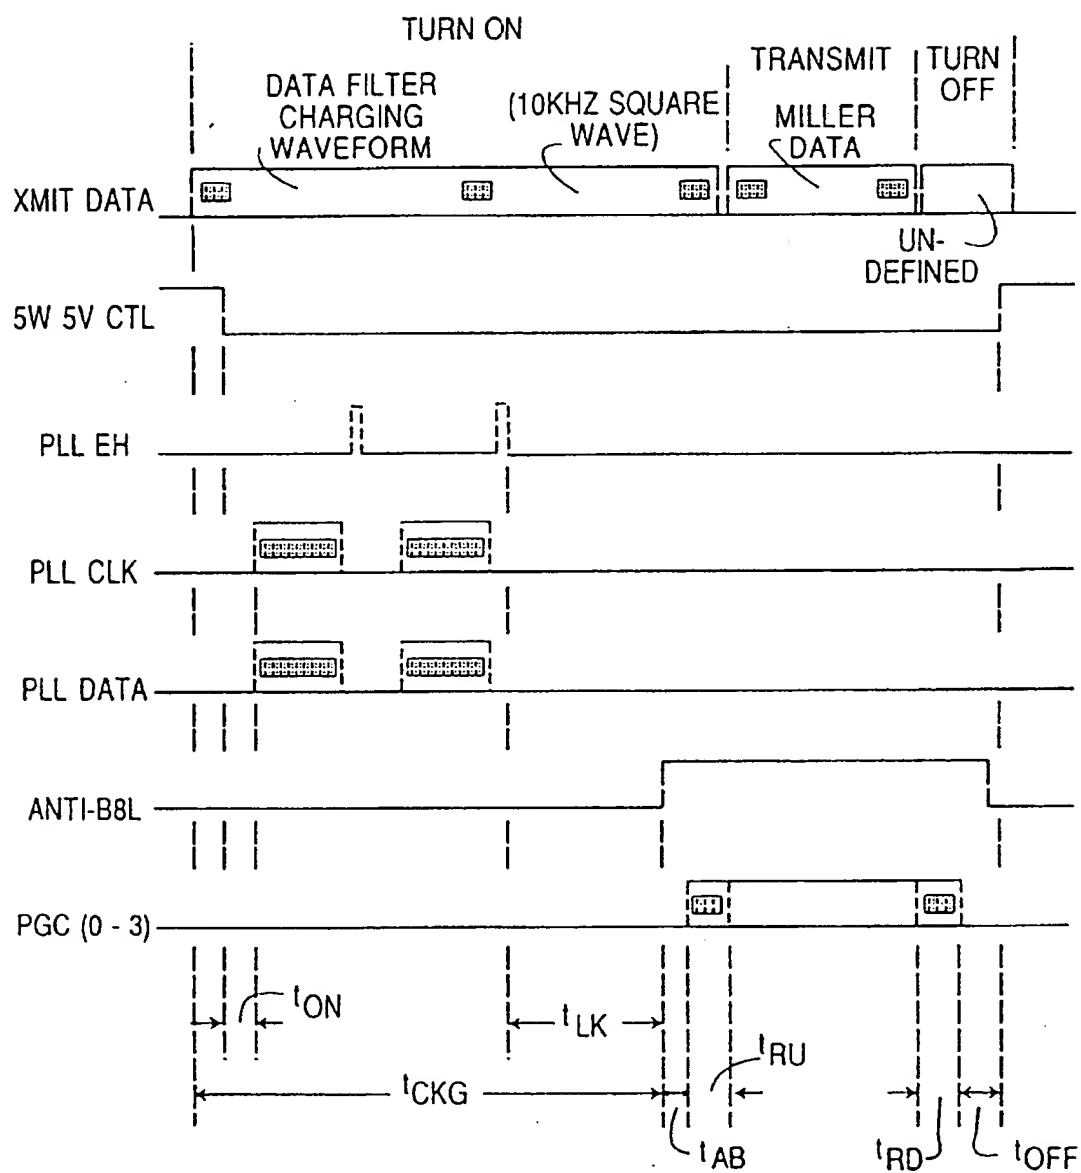 TURN ON
TRANSMIT
TURN
OFF
DATA FILTER
CHARGING
WAVEFORM
(10KHZ SQUARE
WAVE)
MILLER
DATA
XMIT DATA
UN-
DEFINED
5W 5V CTL
PLL EH
PLL CLK
PLL DATA
ANTI-B8L
PGC (0 - 3)
tON
tLK
tRU
tCKG
tAB
tRD
tOFF